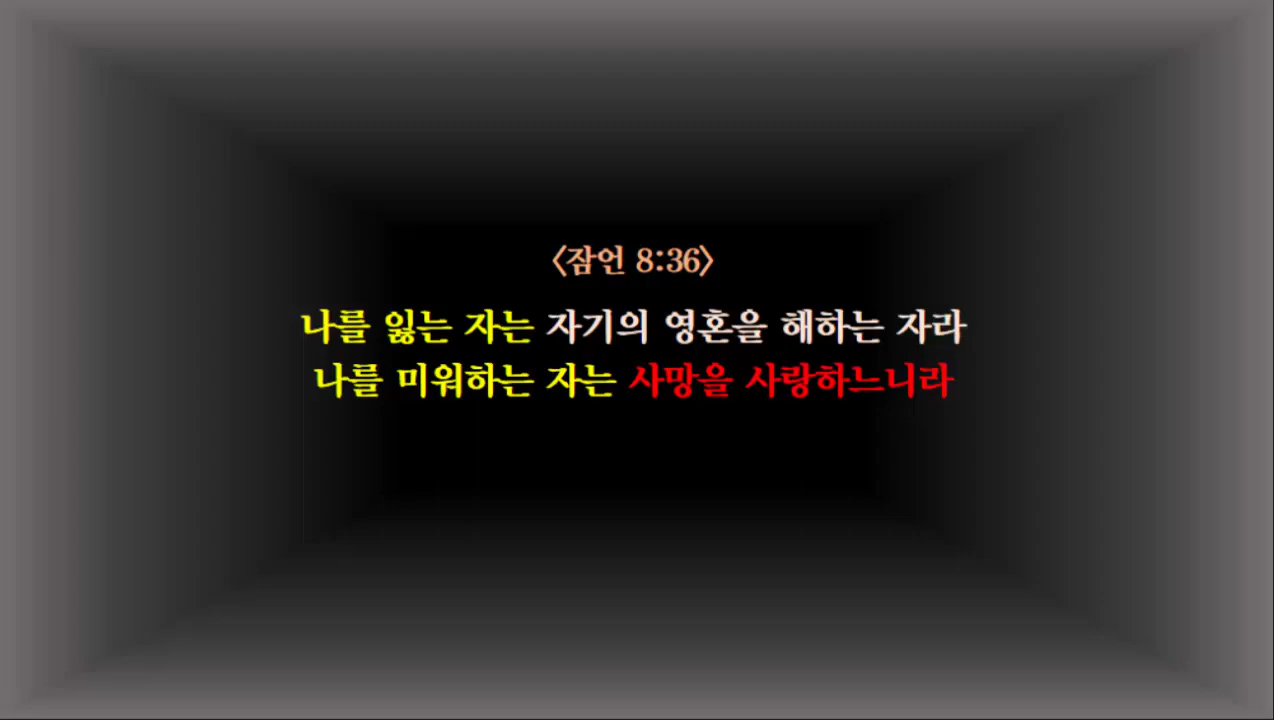 〈잠언 8:36〉
나를 잃는 자는 자기의 영혼을 해하는 자라
나를 미워하는 자는 사망을 사랑하느니라